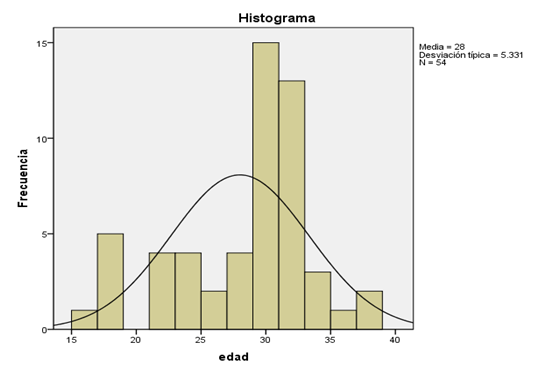 Histograma
Media = 28
Desviación típica = 5.331
N = 54
Frecuencia
15
10
5
0
15 20 25 30 35 40
edad